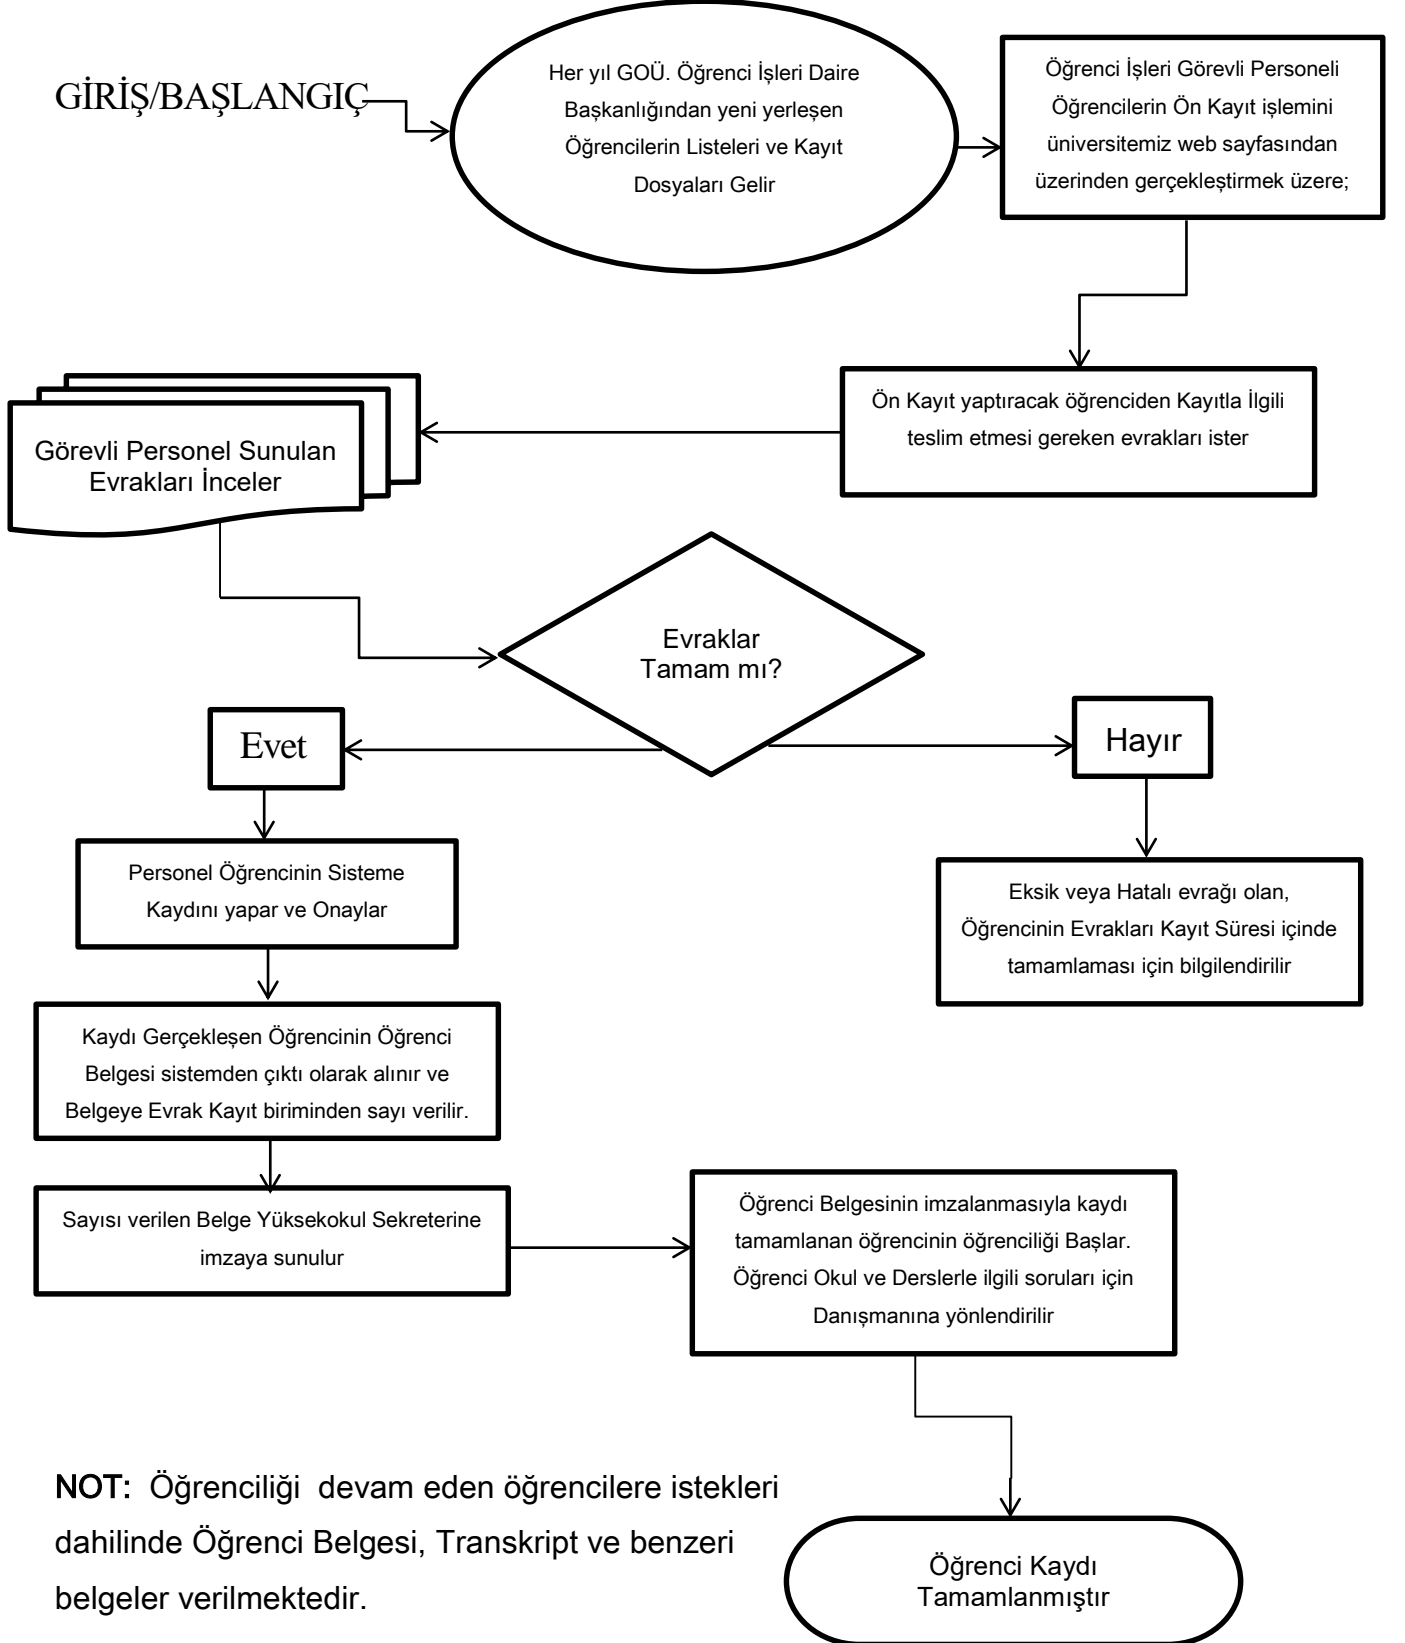 GİRİŞ/BAŞLANGIÇ
Her yıl GOÜ. Öğrenci İşleri Daire
Başkanlığından yeni yerleşen
Öğrencilerin Listeleri ve Kayıt
Dosyaları Gelir
Öğrenci İşleri Görevli Personeli
Öğrencilerin Ön Kayıt işlemini
üniversitemiz web sayfasından
üzerinden gerçekleştirmek üzere;
Ön Kayıt yaptıracak öğrenciden Kayıtla İlgili
teslim etmesi gereken evrakları ister
Görevli Personel Sunulan
Evrakları İnceler
Evraklar
Tamam mı?
Evet
Hayır
Personel Öğrencinin Sisteme
Kaydını yapar ve Onaylar
Eksik veya Hatalı evrağı olan,
Öğrencinin Evrakları Kayıt Süresi içinde
tamamlaması için bilgilendirilir
Kaydı Gerçekleşen Öğrencinin Öğrenci
Belgesi sistemden çıktı olarak alınır ve
Belgeye Evrak Kayıt biriminden sayı verilir.
Sayısı verilen Belge Yüksekokul Sekreterine
imzaya sunulur
Öğrenci Belgesinin imzalanmasıyla kaydı
tamamlanan öğrencinin öğrenciliği Başlar.
Öğrenci Okul ve Derslerle ilgili soruları için
Danışmanına yönlendirilir
NOT: Öğrenciliği devam eden öğrencilere istekleri
dahilinde Öğrenci Belgesi, Transkript ve benzeri
belgeler verilmektedir.
Öğrenci Kaydı
Tamamlanmıştır